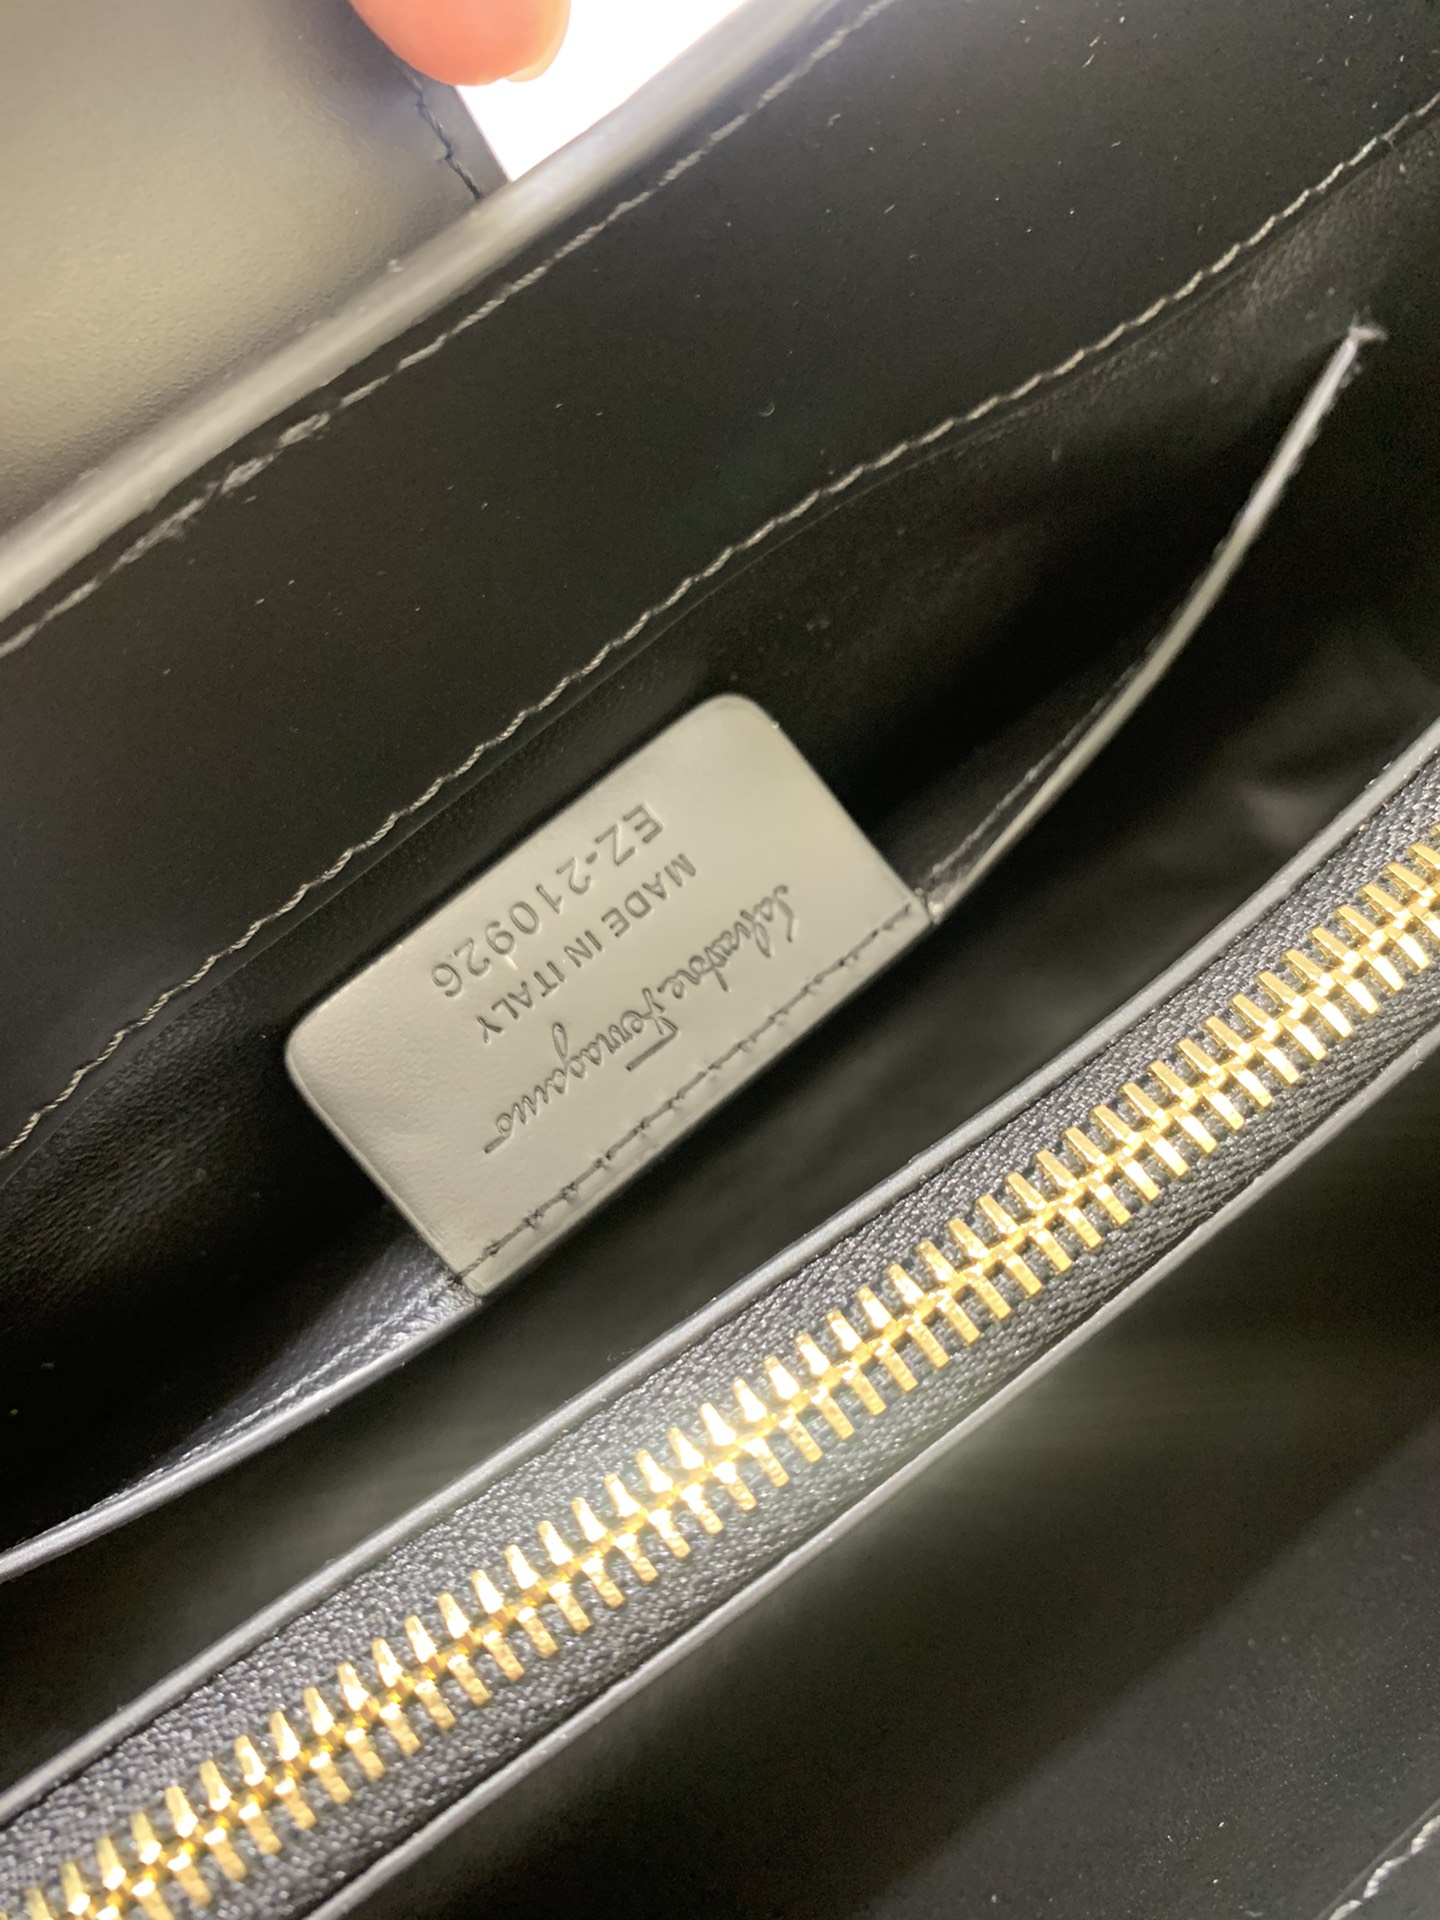 Salvatore Ferragamo
MADE IN ITALY
EZ-210926